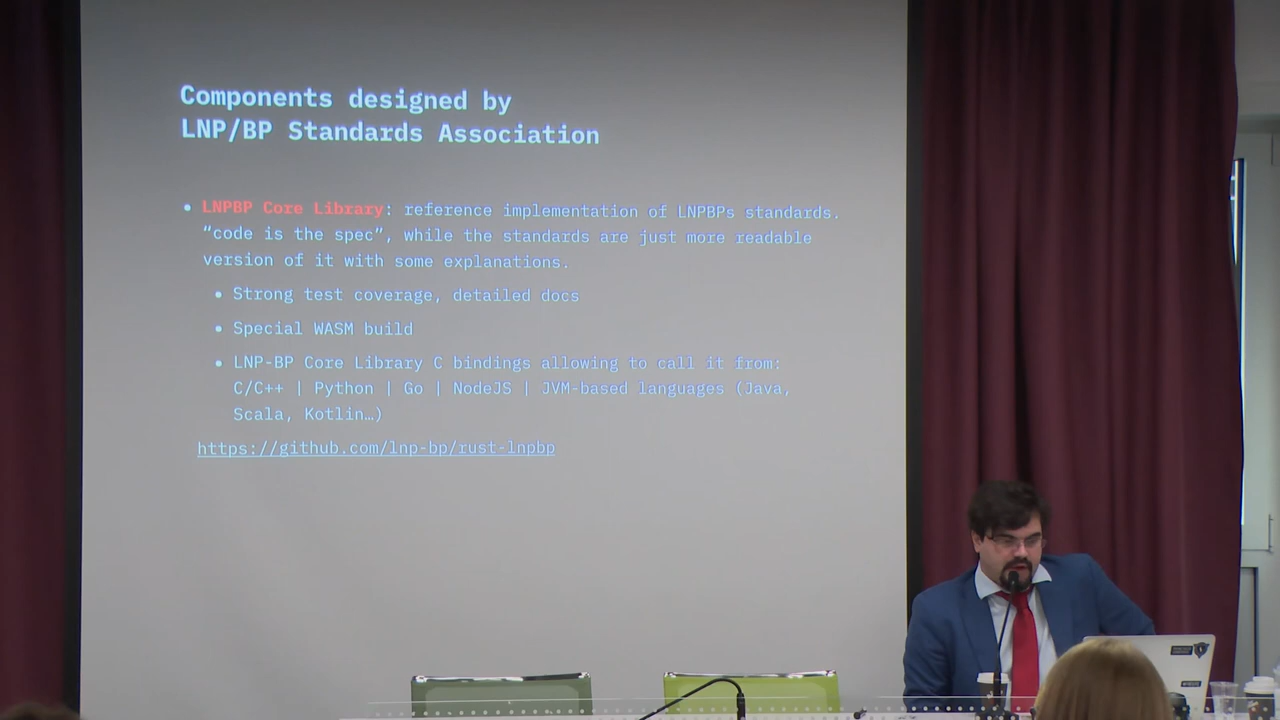 Components designed by
LNP/BP Standards Association
• LNPBP Core Library: reference implementation of LNPBPs standards.
“code is the spec”, while the standards are just more readable
version of it with some explanations.
• Strong test coverage, detailed docs
• Special WASM build
• LNP-BP Core Library C bindings allowing to call it from:
C/C++ | Python | Go | NodeJS | JVM-based languages (Java,
Scala, Kotlin…)
https://github.com/lnp-bp/rust-lnpbp